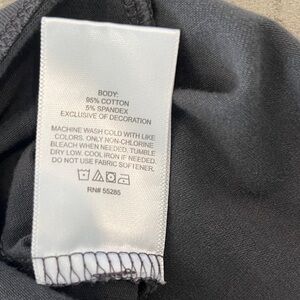 BODY:
95% COTTON
5% SPANDEX
EXCLUSIVE OF DECORATION
MACHINE WASH COLD WITH LIKE
COLORS. ONLY NON-CHLORINE
BLEACH WHEN NEEDED. TUMBLE
DRY LOW. COOL IRON IF NEEDED.
DO NOT USE FABRIC SOFTENER.
RN# 55285